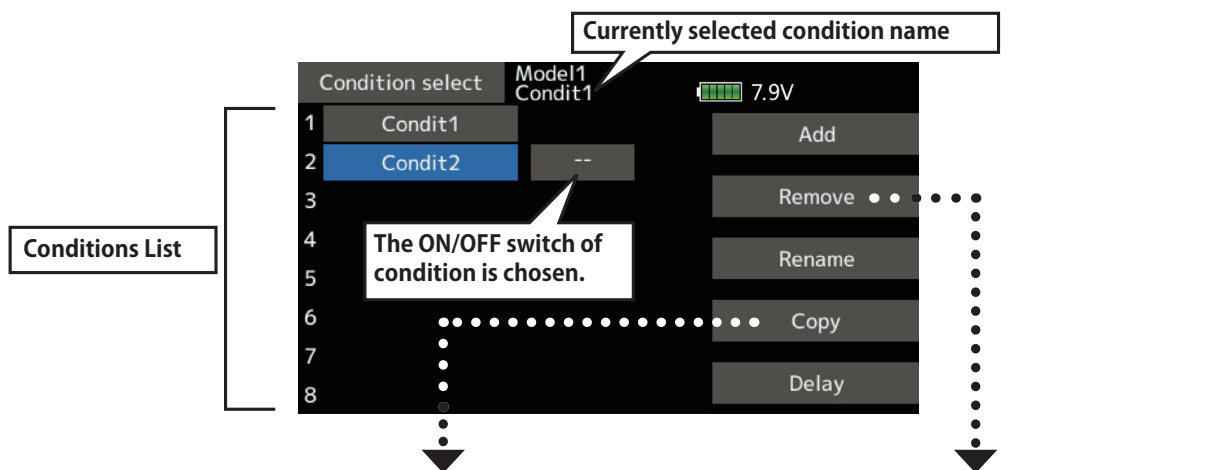 Currently selected condition name
Condition select
Model1
Condit1
7.9V
1 Condit1
Add
2 Condit2 --
3
Remove
4
The ON/OFF switch of
condition is chosen.
Conditions List
Rename
5
6
Copy
7
8
Delay